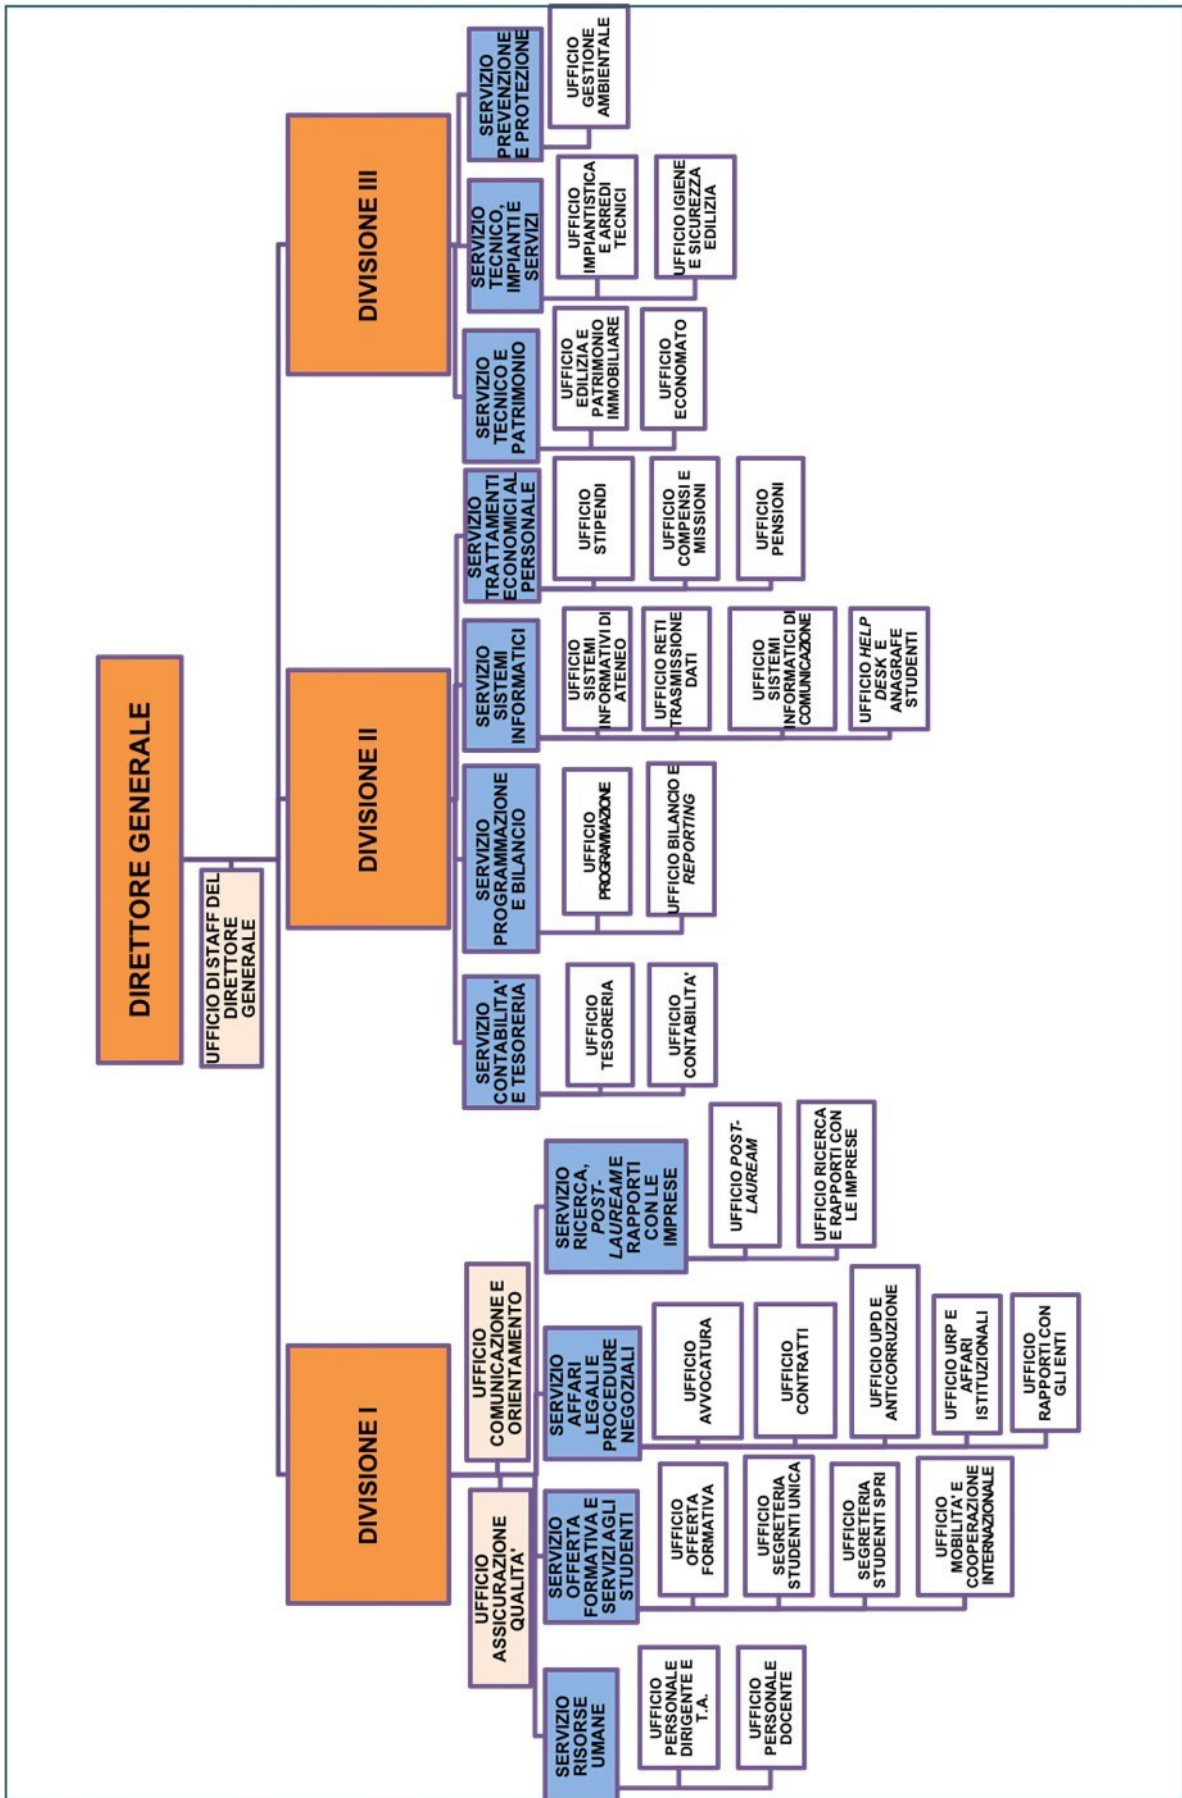 DIRETTORE GENERALE
UFFICIO DI STAFF DEL
DIRETTORE
GENERALE
DIVISIONE I
UFFICIO
ASSICURAZIONE
QUALITA'
UFFICIO
COMUNICAZIONE E
ORIENTAMENTO
SERVIZIO
RISORSE
UMANE
UFFICIO
PERSONALE
DIRIGENTE E
T.A.
UFFICIO
PERSONALE
DOCENTE
SERVIZIO
OFFERTA
FORMATIVA E
SERVIZI AGLI
STUDENTI
UFFICIO
OFFERTA
FORMATIVA
UFFICIO
SEGRETERIA
STUDENTI UNICA
UFFICIO
SEGRETERIA
STUDENTI SPRI
UFFICIO
MOBILITA' E
COOPERAZIONE
INTERNAZIONALE
SERVIZIO
AFFARI
LEGALI E
PROCEDURE
NEGOZIALI
UFFICIO
AVVOCATURA
UFFICIO
CONTRATTI
UFFICIO UPD E
ANTICORRUZIONE
UFFICIO URP E
AFFARI
ISTITUZIONALI
UFFICIO
RAPPORTI CON
GLI ENTI
SERVIZIO
RICERCA,
POST-
LAUREAM E
RAPPORTI
CON LE
IMPRESE
UFFICIO POST-
LAUREAM
UFFICIO RICERCA
E RAPPORTI CON
LE IMPRESE
DIVISIONE II
SERVIZIO
CONTABILITA'
E TESORERIA
UFFICIO
TESORERIA
UFFICIO
CONTABILITA'
SERVIZIO
PROGRAMMAZIONE
E BILANCIO
UFFICIO
PROGRAMMAZIONE
UFFICIO BILANCIO E
REPORTING
SERVIZIO
SISTEMI
INFORMATICI
UFFICIO
SISTEMI
INFORMATIVI DI
ATENEO
UFFICIO RETI
TRASMISSIONE
DATI
UFFICIO
SISTEMI
INFORMATICI DI
COMUNICAZIONE
UFFICIO HELP
DESK E
ANAGRAFE
STUDENTI
SERVIZIO
TRATTAMENTI
ECONOMICI AL
PERSONALE
UFFICIO
STIPENDI
UFFICIO
COMPENSI E
MISSIONI
UFFICIO
PENSIONI
DIVISIONE III
SERVIZIO
TECNICO E
PATRIMONIO
UFFICIO
EDILIZIA E
PATRIMONIO
IMMOBILIARE
UFFICIO
ECONOMATO
SERVIZIO
TECNICO,
IMPIANTI E
SERVIZI
UFFICIO
IMPIANTISTICA
E ARREDI
TECNICI
UFFICIO IGIENE
E SICUREZZA
EDILIZIA
SERVIZIO
PREVENZIONE
E PROTEZIONE
UFFICIO
GESTIONE
AMBIENTALE